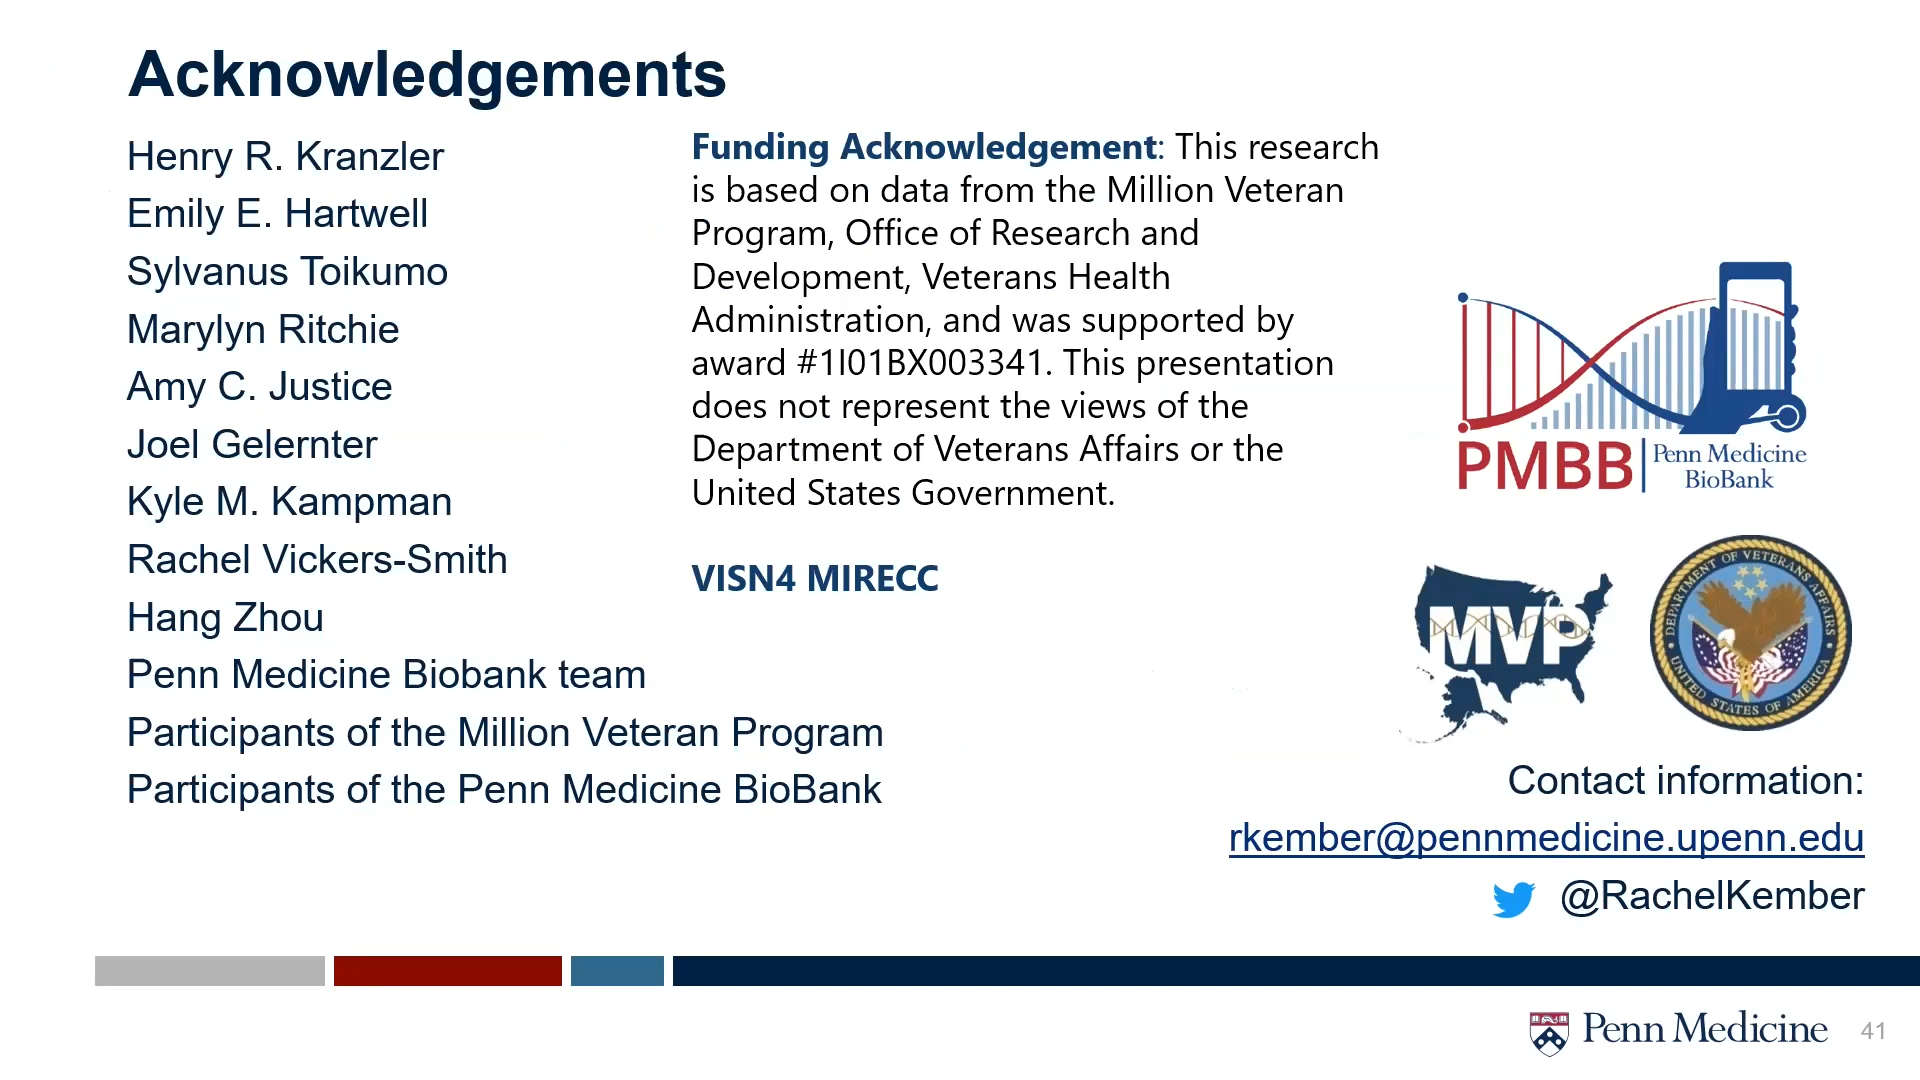 Acknowledgements
Henry R. Kranzler
Emily E. Hartwell
Sylvanus Toikumo
Marylyn Ritchie
Amy C. Justice
Joel Gelernter
Kyle M. Kampman
Rachel Vickers-Smith
Hang Zhou
Penn Medicine Biobank team
Participants of the Million Veteran Program
Participants of the Penn Medicine BioBank
Funding Acknowledgement: This research
is based on data from the Million Veteran
Program, Office of Research and
Development, Veterans Health
Administration, and was supported by
award #1I01BX003341. This presentation
does not represent the views of the
Department of Veterans Affairs or the
United States Government.
VISN4 MIRECC
PMBB
Penn Medicine
BioBank
MVP
DEPARTMENT OF VETERANS AFFAIRS
UNITED STATES OF AMERICA
Contact information:
rkember@pennmedicine.upenn.edu
@RachelKember
Penn Medicine
41